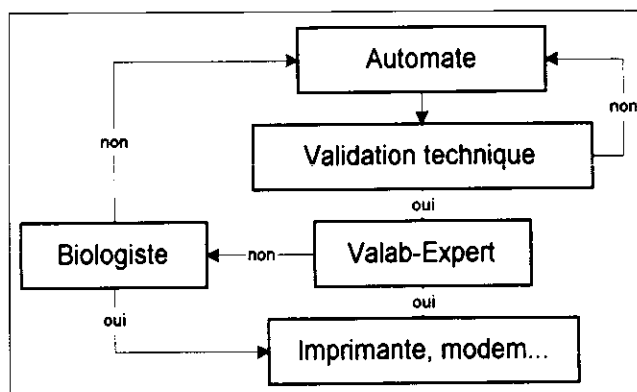 Automate
non
non
Validation technique
oui
Biologiste
non
Valab-Expert
oui
oui
Imprimante, modem...